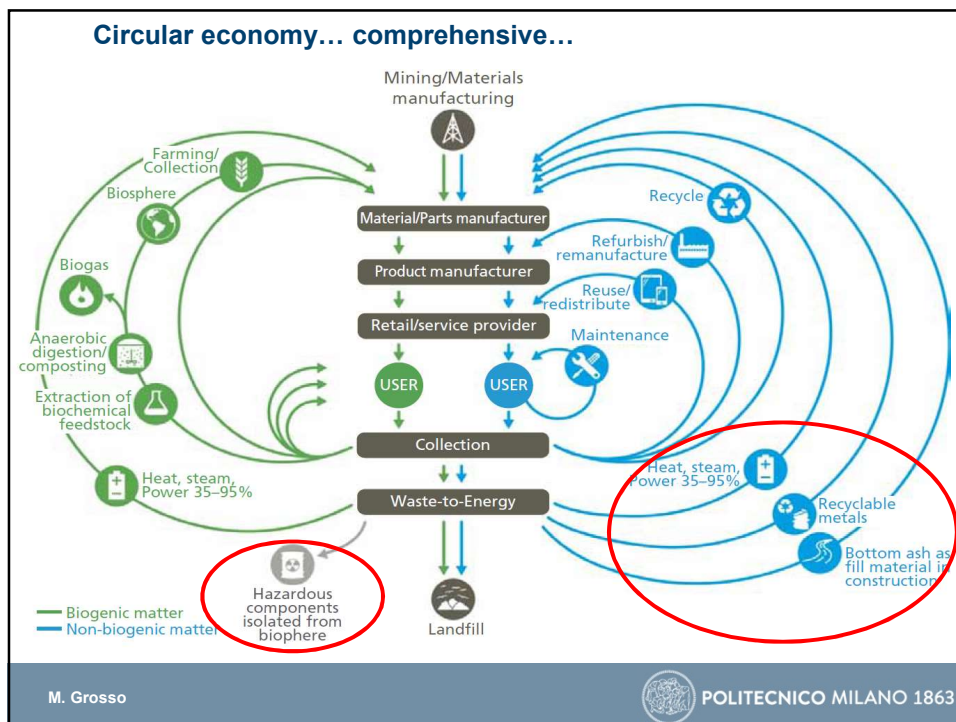 Circular economy… comprehensive…
Mining/Materials
manufacturing
Farming/
Collection
Biosphere
Biogas
Anaerobic
digestion/
composting
Extraction of
biochemical
feedstock
Heat, steam,
Power 35–95%
Material/Parts manufacturer
Product manufacturer
Retail/service provider
USER
USER
Collection
Waste-to-Energy
Landfill
Recycle
Refurbish/
remanufacture
Reuse/
redistribute
Maintenance
Heat, steam,
Power 35–95%
Recyclable
metals
Bottom ash as
fill material in
construction
Hazardous
components
isolated from
biophere
Biogenic matter
Non-biogenic matter
M. Grosso
POLITECNICO MILANO 1863